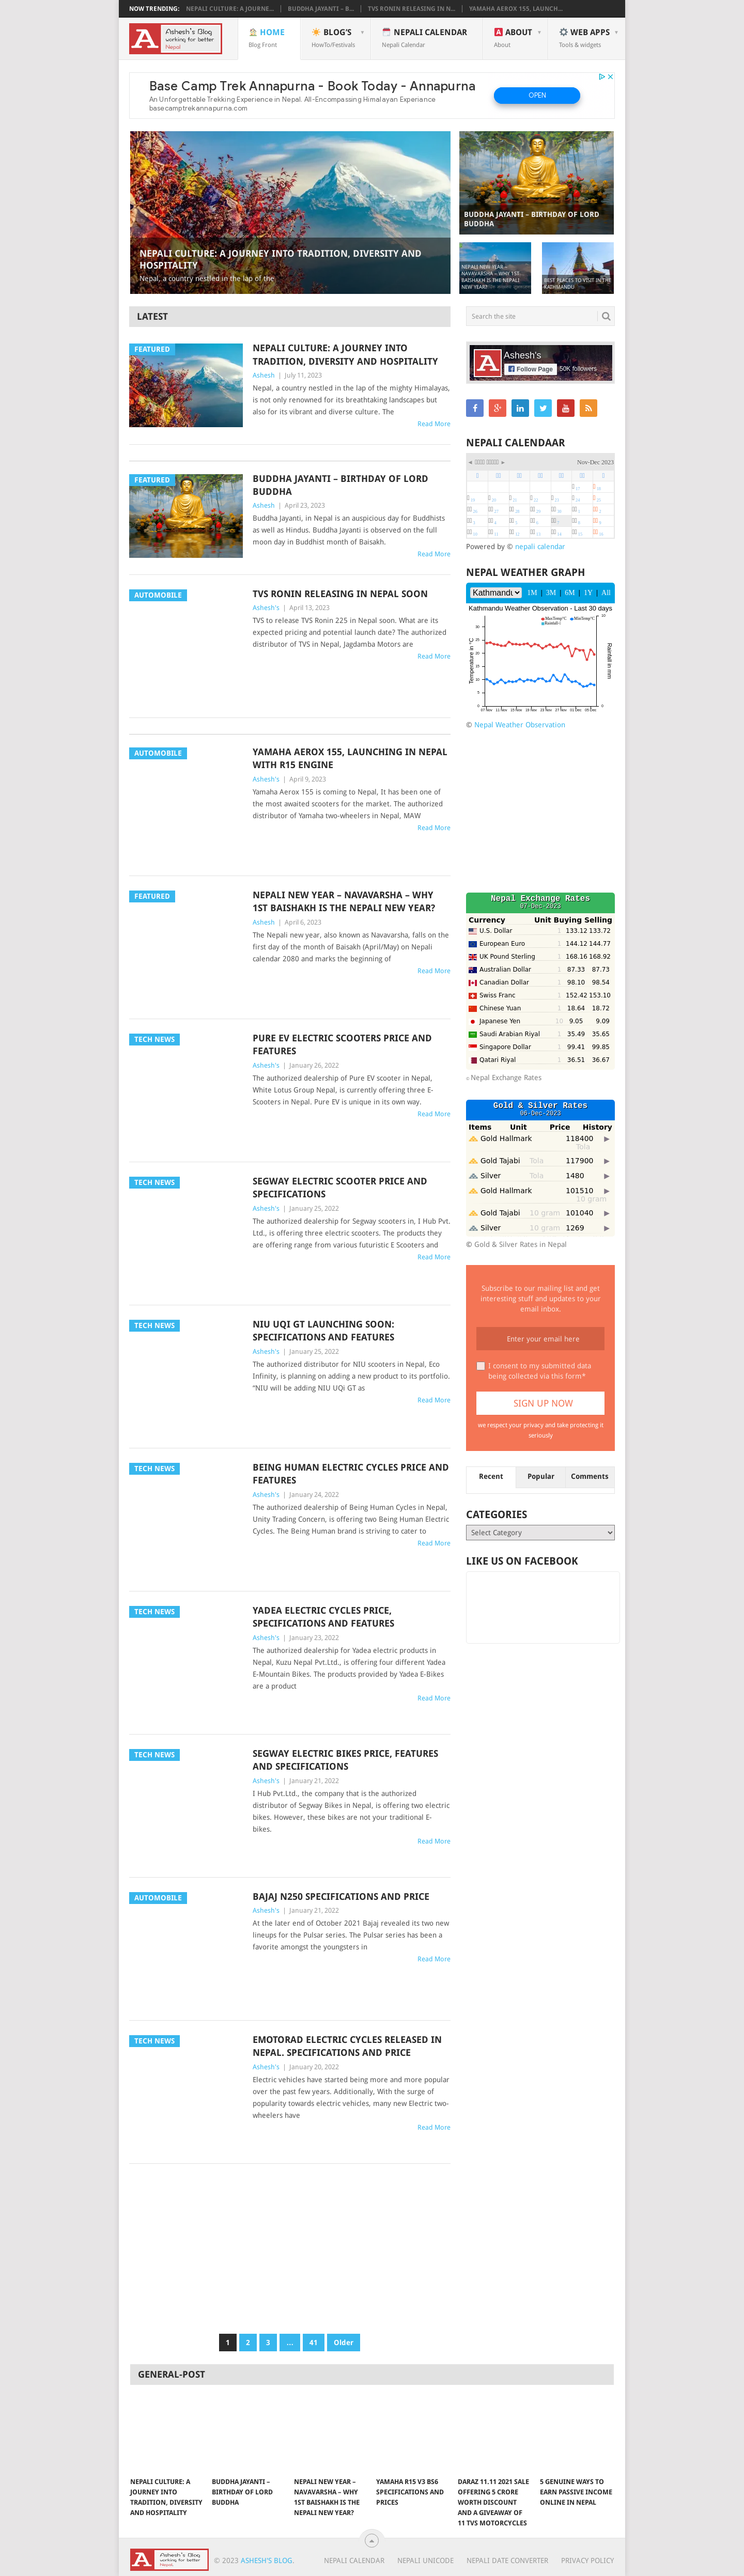 NOW TRENDING: NEPALI CULTURE: A JOURNE... BUDDHA JAYANTI – B... TVS RONIN RELEASING IN N... YAMAHA AEROX 155, LAUNCH...
A Ashesh's Blog
working for better
Nepal
HOME
Blog Front
BLOG'S
HowTo/Festivals
NEPALI CALENDAR
Nepali Calendar
ABOUT
About
WEB APPS
Tools & widgets
Base Camp Trek Annapurna - Book Today - Annapurna
An Unforgettable Trekking Experience in Nepal. All-Encompassing Himalayan Experience
basecamptrekannapurna.com
OPEN
NEPALI CULTURE: A JOURNEY INTO TRADITION, DIVERSITY AND
HOSPITALITY
Nepal, a country nestled in the lap of the
BUDDHA JAYANTI – BIRTHDAY OF LORD
BUDDHA
NEPALI NEW YEAR –
NAVAVARSHA – WHY 1ST
BAISHAKH IS THE NEPALI
NEW YEAR?
BEST PLACES TO VISIT IN THE
KATHMANDU
LATEST
FEATURED
NEPALI CULTURE: A JOURNEY INTO
TRADITION, DIVERSITY AND HOSPITALITY
Ashesh | July 11, 2023
Nepal, a country nestled in the lap of the mighty Himalayas,
is not only renowned for its breathtaking landscapes but
also for its vibrant and diverse culture. The
Read More
FEATURED
BUDDHA JAYANTI – BIRTHDAY OF LORD
BUDDHA
Ashesh | April 23, 2023
Buddha Jayanti, in Nepal is an auspicious day for Buddhists
as well as Hindus. Buddha Jayanti is observed on the full
moon day in Buddhist month of Baisakh.
Read More
AUTOMOBILE
TVS RONIN RELEASING IN NEPAL SOON
Ashesh's | April 13, 2023
TVS to release TVS Ronin 225 in Nepal soon. What are its
expected pricing and potential launch date? The authorized
distributor of TVS in Nepal, Jagdamba Motors are
Read More
AUTOMOBILE
YAMAHA AEROX 155, LAUNCHING IN NEPAL
WITH R15 ENGINE
Ashesh's | April 9, 2023
Yamaha Aerox 155 is coming to Nepal, It has been one of
the most awaited scooters for the market. The authorized
distributor of Yamaha two-wheelers in Nepal, MAW
Read More
FEATURED
NEPALI NEW YEAR – NAVAVARSHA – WHY
1ST BAISHAKH IS THE NEPALI NEW YEAR?
Ashesh | April 6, 2023
The Nepali new year, also known as Navavarsha, falls on the
first day of the month of Baisakh (April/May) on Nepali
calendar 2080 and marks the beginning of
Read More
TECH NEWS
PURE EV ELECTRIC SCOOTERS PRICE AND
FEATURES
Ashesh's | January 26, 2022
The authorized dealership of Pure EV scooter in Nepal,
White Lotus Group Nepal, is currently offering three E-
Scooters in Nepal. Pure EV is unique in its own way.
Read More
TECH NEWS
SEGWAY ELECTRIC SCOOTER PRICE AND
SPECIFICATIONS
Ashesh's | January 25, 2022
The authorized dealership for Segway scooters in, I Hub Pvt.
Ltd., is offering three electric scooters. The products they
are offering range from various futuristic E Scooters and
Read More
TECH NEWS
NIU UQI GT LAUNCHING SOON:
SPECIFICATIONS AND FEATURES
Ashesh's | January 25, 2022
The authorized distributor for NIU scooters in Nepal, Eco
Infinity, is planning on adding a new product to its portfolio.
"NIU will be adding NIU UQi GT as
Read More
TECH NEWS
BEING HUMAN ELECTRIC CYCLES PRICE AND
FEATURES
Ashesh's | January 24, 2022
The authorized dealership of Being Human Cycles in Nepal,
Unity Trading Concern, is offering two Being Human Electric
Cycles. The Being Human brand is striving to cater to
Read More
TECH NEWS
YADEA ELECTRIC CYCLES PRICE,
SPECIFICATIONS AND FEATURES
Ashesh's | January 23, 2022
The authorized dealership for Yadea electric products in
Nepal, Kuzu Nepal Pvt.Ltd., is offering four different Yadea
E-Mountain Bikes. The products provided by Yadea E-Bikes
are a product
Read More
TECH NEWS
SEGWAY ELECTRIC BIKES PRICE, FEATURES
AND SPECIFICATIONS
Ashesh's | January 21, 2022
I Hub Pvt.Ltd., the company that is the authorized
distributor of Segway Bikes in Nepal, is offering two electric
bikes. However, these bikes are not your traditional E-
bikes.
Read More
AUTOMOBILE
BAJAJ N250 SPECIFICATIONS AND PRICE
Ashesh's | January 21, 2022
At the later end of October 2021 Bajaj revealed its two new
lineups for the Pulsar series. The Pulsar series has been a
favorite amongst the youngsters in
Read More
TECH NEWS
EMOTORAD ELECTRIC CYCLES RELEASED IN
NEPAL. SPECIFICATIONS AND PRICE
Ashesh's | January 20, 2022
Electric vehicles have started being more and more popular
over the past few years. Additionally, With the surge of
popularity towards electric vehicles, many new Electric two-
wheelers have
Read More
1 2 3 ... 41 Older
Search the site
Ashesh's
Follow Page 50K followers
NEPALI CALENDAAR
Nov-Dec 2023
Powered by © nepali calendar
NEPAL WEATHER GRAPH
Kathmandu 1M | 3M | 6M | 1Y | All
Kathmandu Weather Observation - Last 30 days
MaxTemp°C MinTemp°C
Temperature in °C
Rainfall in mm
© Nepal Weather Observation
Nepal Exchange Rates
07-Dec-2023
Currency Unit Buying Selling
U.S. Dollar 1 133.12 133.72
European Euro 1 144.12 144.77
UK Pound Sterling 1 168.16 168.92
Australian Dollar 1 87.33 87.73
Canadian Dollar 1 98.10 98.54
Swiss Franc 1 152.42 153.10
Chinese Yuan 1 18.64 18.72
Japanese Yen 10 9.05 9.09
Saudi Arabian Riyal 1 35.49 35.65
Singapore Dollar 1 99.41 99.85
Qatari Riyal 1 36.51 36.67
© Nepal Exchange Rates
Gold & Silver Rates
06-Dec-2023
Items Unit Price History
Gold Hallmark 118400
Tola
Gold Tajabi Tola 117900
Silver Tola 1480
Gold Hallmark 101510
10 gram
Gold Tajabi 10 gram 101040
Silver 10 gram 1269
© Gold & Silver Rates in Nepal
Subscribe to our mailing list and get
interesting stuff and updates to your
email inbox.
Enter your email here
I consent to my submitted data
being collected via this form*
SIGN UP NOW
we respect your privacy and take protecting it
seriously
Recent Popular Comments
CATEGORIES
Select Category
LIKE US ON FACEBOOK
GENERAL-POST
NEPALI CULTURE: A
JOURNEY INTO
TRADITION, DIVERSITY
AND HOSPITALITY
BUDDHA JAYANTI –
BIRTHDAY OF LORD
BUDDHA
NEPALI NEW YEAR –
NAVAVARSHA – WHY
1ST BAISHAKH IS THE
NEPALI NEW YEAR?
YAMAHA R15 V3 BS6
SPECIFICATIONS AND
PRICES
DARAZ 11.11 2021 SALE
OFFERING 5 CRORE
WORTH DISCOUNT
AND A GIVEAWAY OF
11 TVS MOTORCYCLES
5 GENUINE WAYS TO
EARN PASSIVE INCOME
ONLINE IN NEPAL
A Ashesh's Blog
working for better
Nepal
© 2023 ASHESH'S BLOG.
NEPALI CALENDAR NEPALI UNICODE NEPALI DATE CONVERTER PRIVACY POLICY